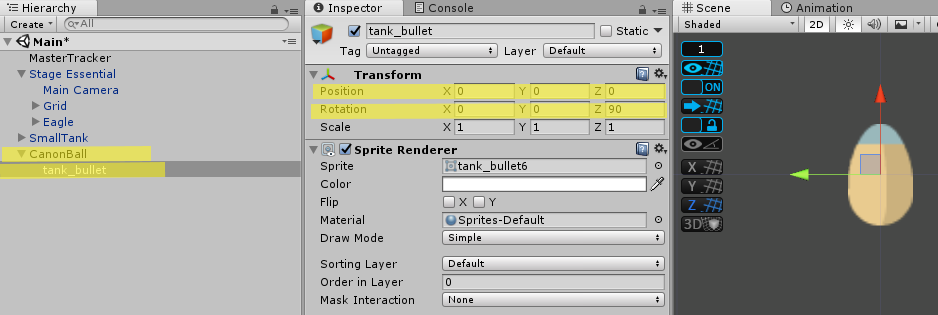 Hierarchy
Create
All
Main*
MasterTracker
Stage Essential
Main Camera
Grid
Eagle
SmallTank
CanonBall
tank_bullet
Inspector
Console
tank_bullet
Static
Tag Untagged Layer Default
Transform
Position X 0 Y 0 Z 0
Rotation X 0 Y 0 Z 90
Scale X 1 Y 1 Z 1
Sprite Renderer
Sprite tank_bullet6
Color
Flip X Y
Material Sprites-Default
Draw Mode Simple
Sorting Layer Default
Order in Layer 0
Mask Interaction None
Scene
Animation
Shaded 2D
1
ON
X
Y
Z
3D